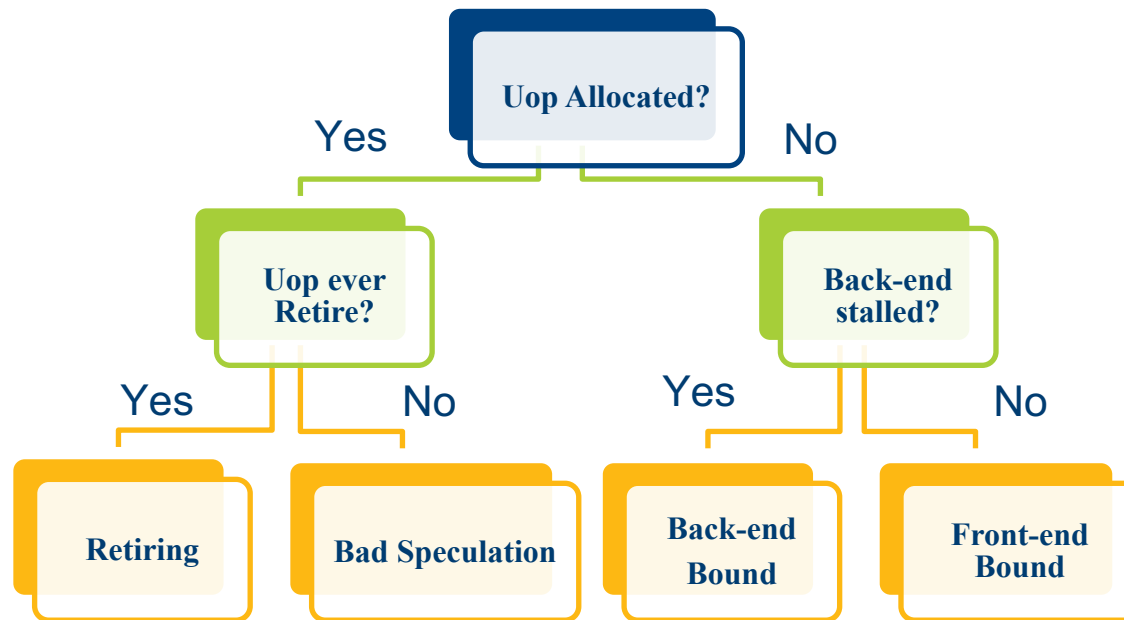 Uop Allocated?
Yes
No
Uop ever
Retire?
Back-end
stalled?
Yes
No
Yes
No
Retiring
Bad Speculation
Back-end
Bound
Front-end
Bound